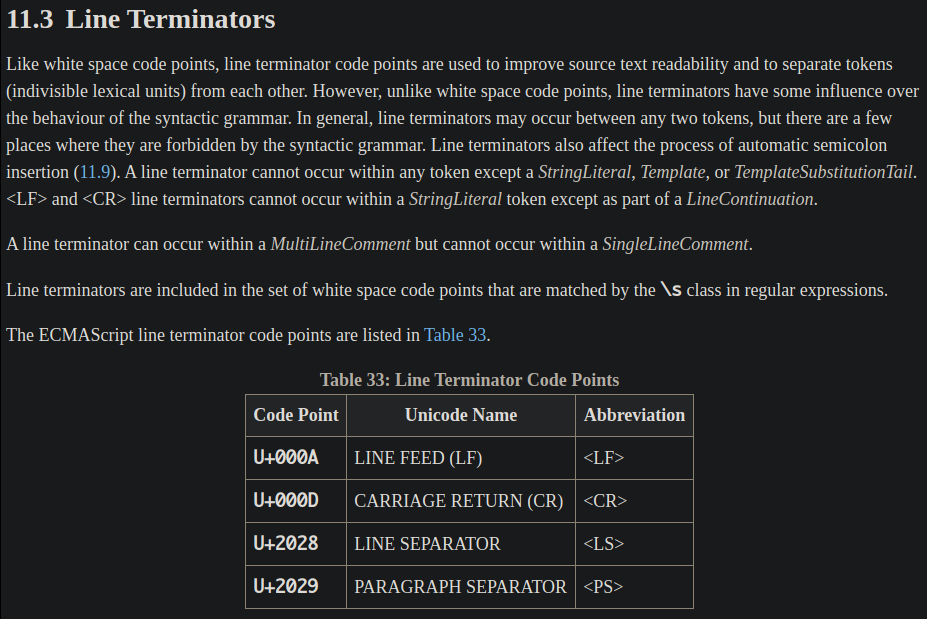 11.3 Line Terminators
Like white space code points, line terminator code points are used to improve source text readability and to separate tokens
(indivisible lexical units) from each other. However, unlike white space code points, line terminators have some influence over
the behaviour of the syntactic grammar. In general, line terminators may occur between any two tokens, but there are a few
places where they are forbidden by the syntactic grammar. Line terminators also affect the process of automatic semicolon
insertion (11.9). A line terminator cannot occur within any token except a StringLiteral, Template, or TemplateSubstitutionTail.
<LF> and <CR> line terminators cannot occur within a StringLiteral token except as part of a LineContinuation.
A line terminator can occur within a MultiLineComment but cannot occur within a SingleLineComment.
Line terminators are included in the set of white space code points that are matched by the \s class in regular expressions.
The ECMAScript line terminator code points are listed in Table 33.
Table 33: Line Terminator Code Points
Code Point Unicode Name Abbreviation
U+000A LINE FEED (LF) <LF>
U+000D CARRIAGE RETURN (CR) <CR>
U+2028 LINE SEPARATOR <LS>
U+2029 PARAGRAPH SEPARATOR <PS>